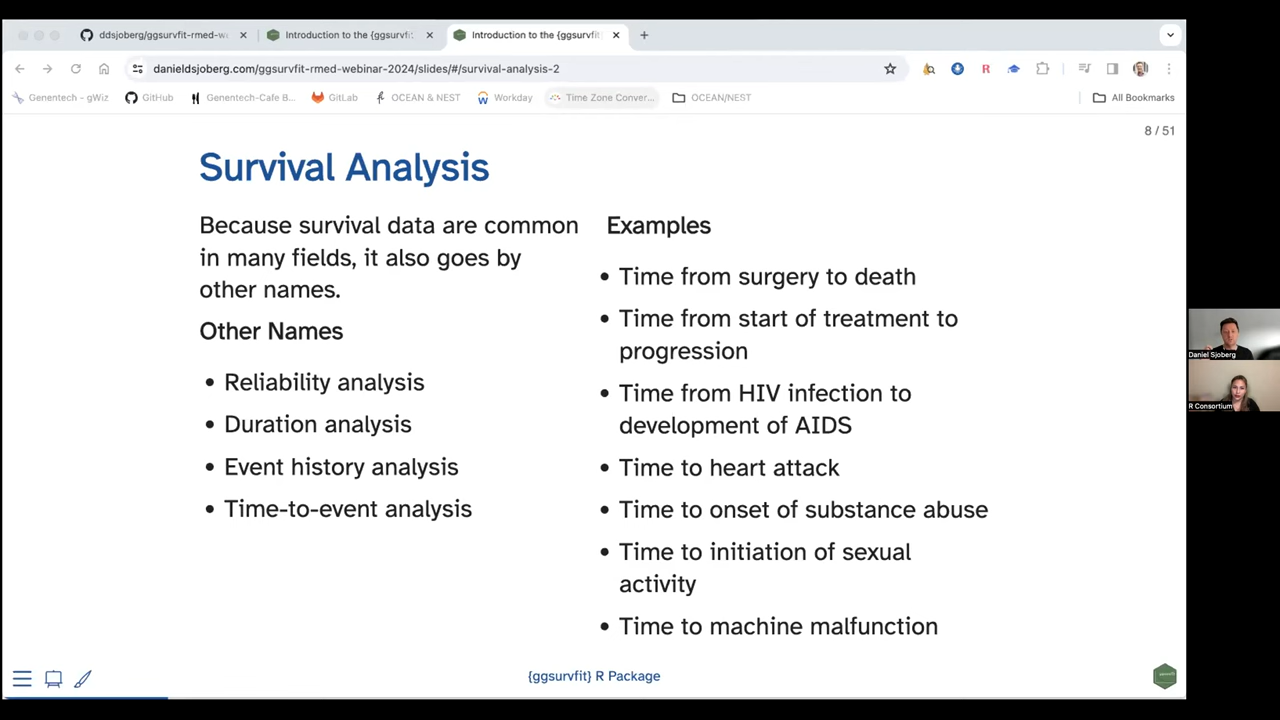 ddsjoberg/ggsurvfit-rmed-we
Introduction to the {ggsurvfit
Introduction to the {ggsurvfit
danieldsjoberg.com/ggsurvfit-rmed-webinar-2024/slides/#/survival-analysis-2
Genentech - gWiz
GitHub
Genentech-Cafe B...
GitLab
OCEAN & NEST
Workday
Time Zone Conver...
OCEAN/NEST
All Bookmarks
8 / 51
Survival Analysis
Because survival data are common
in many fields, it also goes by
other names.
Other Names
• Reliability analysis
• Duration analysis
• Event history analysis
• Time-to-event analysis
Examples
• Time from surgery to death
• Time from start of treatment to
progression
• Time from HIV infection to
development of AIDS
• Time to heart attack
• Time to onset of substance abuse
• Time to initiation of sexual
activity
• Time to machine malfunction
{ggsurvfit} R Package
Daniel Sjoberg
R Consortium